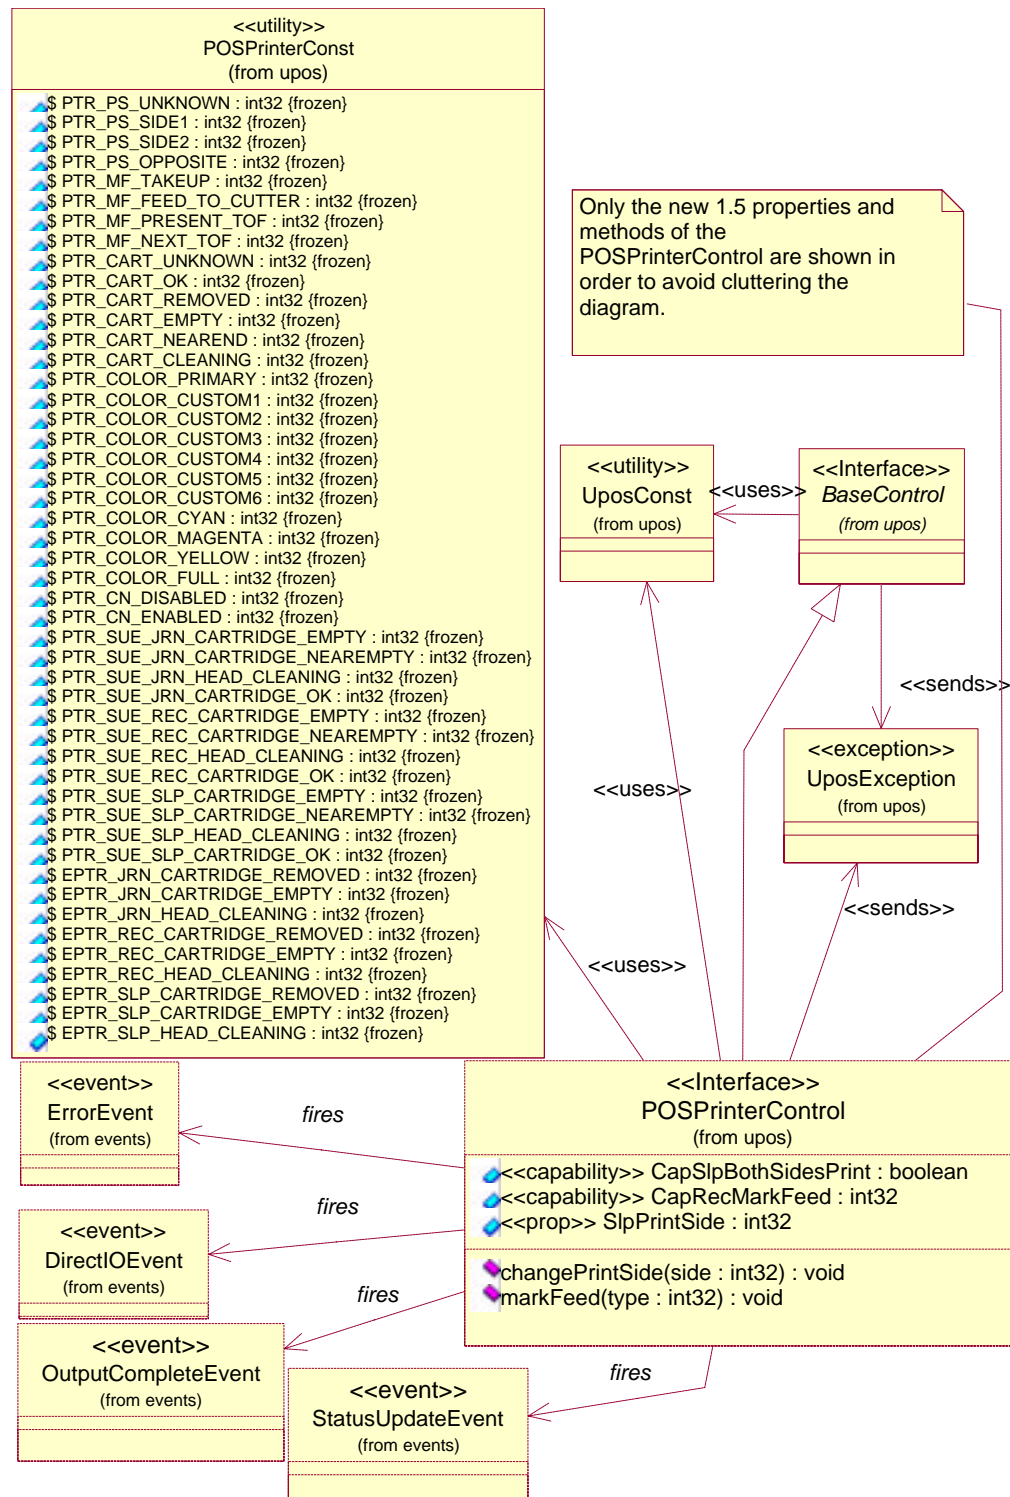 <<utility>>
POSPrinterConst
(from upos)
$ PTR_PS_UNKNOWN : int32 {frozen}
$ PTR_PS_SIDE1 : int32 {frozen}
$ PTR_PS_SIDE2 : int32 {frozen}
$ PTR_PS_OPPOSITE : int32 {frozen}
$ PTR_MF_TAKEUP : int32 {frozen}
$ PTR_MF_FEED_TO_CUTTER : int32 {frozen}
$ PTR_MF_PRESENT_TOF : int32 {frozen}
$ PTR_MF_NEXT_TOF : int32 {frozen}
$ PTR_CART_UNKNOWN : int32 {frozen}
$ PTR_CART_OK : int32 {frozen}
$ PTR_CART_REMOVED : int32 {frozen}
$ PTR_CART_EMPTY : int32 {frozen}
$ PTR_CART_NEAREND : int32 {frozen}
$ PTR_CART_CLEANING : int32 {frozen}
$ PTR_COLOR_PRIMARY : int32 {frozen}
$ PTR_COLOR_CUSTOM1 : int32 {frozen}
$ PTR_COLOR_CUSTOM2 : int32 {frozen}
$ PTR_COLOR_CUSTOM3 : int32 {frozen}
$ PTR_COLOR_CUSTOM4 : int32 {frozen}
$ PTR_COLOR_CUSTOM5 : int32 {frozen}
$ PTR_COLOR_CUSTOM6 : int32 {frozen}
$ PTR_COLOR_CYAN : int32 {frozen}
$ PTR_COLOR_MAGENTA : int32 {frozen}
$ PTR_COLOR_YELLOW : int32 {frozen}
$ PTR_COLOR_FULL : int32 {frozen}
$ PTR_CN_DISABLED : int32 {frozen}
$ PTR_CN_ENABLED : int32 {frozen}
$ PTR_SUE_JRN_CARTRIDGE_EMPTY : int32 {frozen}
$ PTR_SUE_JRN_CARTRIDGE_NEAREMPTY : int32 {frozen}
$ PTR_SUE_JRN_HEAD_CLEANING : int32 {frozen}
$ PTR_SUE_JRN_CARTRIDGE_OK : int32 {frozen}
$ PTR_SUE_REC_CARTRIDGE_EMPTY : int32 {frozen}
$ PTR_SUE_REC_CARTRIDGE_NEAREMPTY : int32 {frozen}
$ PTR_SUE_REC_HEAD_CLEANING : int32 {frozen}
$ PTR_SUE_REC_CARTRIDGE_OK : int32 {frozen}
$ PTR_SUE_SLP_CARTRIDGE_EMPTY : int32 {frozen}
$ PTR_SUE_SLP_CARTRIDGE_NEAREMPTY : int32 {frozen}
$ PTR_SUE_SLP_HEAD_CLEANING : int32 {frozen}
$ PTR_SUE_SLP_CARTRIDGE_OK : int32 {frozen}
$ EPTR_JRN_CARTRIDGE_REMOVED : int32 {frozen}
$ EPTR_JRN_CARTRIDGE_EMPTY : int32 {frozen}
$ EPTR_JRN_HEAD_CLEANING : int32 {frozen}
$ EPTR_REC_CARTRIDGE_REMOVED : int32 {frozen}
$ EPTR_REC_CARTRIDGE_EMPTY : int32 {frozen}
$ EPTR_REC_HEAD_CLEANING : int32 {frozen}
$ EPTR_SLP_CARTRIDGE_REMOVED : int32 {frozen}
$ EPTR_SLP_CARTRIDGE_EMPTY : int32 {frozen}
$ EPTR_SLP_HEAD_CLEANING : int32 {frozen}
Only the new 1.5 properties and
methods of the
POSPrinterControl are shown in
order to avoid cluttering the
diagram.
<<utility>>
UposConst
(from upos)
<<uses>>
<<Interface>>
BaseControl
(from upos)
<<sends>>
<<exception>>
UposException
(from upos)
<<uses>>
<<sends>>
<<uses>>
<<Interface>>
POSPrinterControl
(from upos)
<<capability>> CapSlpBothSidesPrint : boolean
<<capability>> CapRecMarkFeed : int32
<<prop>> SlpPrintSide : int32
changePrintSide(side : int32) : void
markFeed(type : int32) : void
<<event>>
ErrorEvent
(from events)
fires
<<event>>
DirectIOEvent
(from events)
fires
<<event>>
OutputCompleteEvent
(from events)
fires
<<event>>
StatusUpdateEvent
(from events)
fires